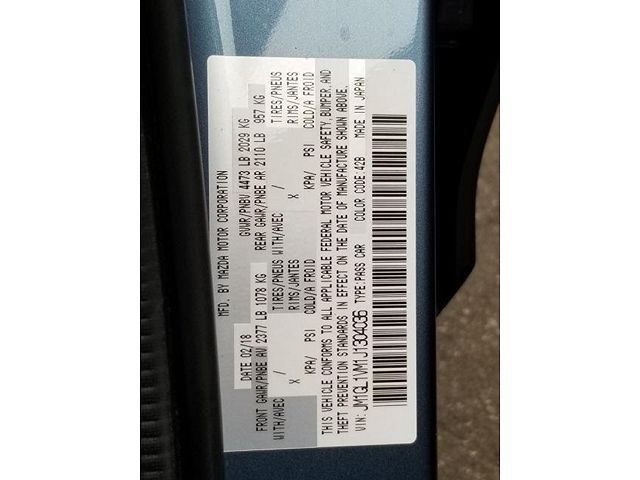 MFD. BY MAZDA MOTOR CORPORATION
DATE 02/18 GVWR/PNBV 4473 LB 2029 KG
FRONT GAWR/PNBE AV 2377 LB 1078 KG REAR GAWR/PNBE AR 2110 LB 957 KG
WITH/AVEC TIRES/PNEUS WITH/AVEC TIRES/PNEUS
X / RIMS/JANTES X / RIMS/JANTES
KPA/ PSI COLD/A FROID KPA/ PSI COLD/A FROID
THIS VEHICLE CONFORMS TO ALL APPLICABLE FEDERAL MOTOR VEHICLE SAFETY, BUMPER, AND
THEFT PREVENTION STANDARDS IN EFFECT ON THE DATE OF MANUFACTURE SHOWN ABOVE.
VIN: JM1GL1VM1J1304036 TYPE: PASS CAR COLOR CODE: 42B MADE IN JAPAN